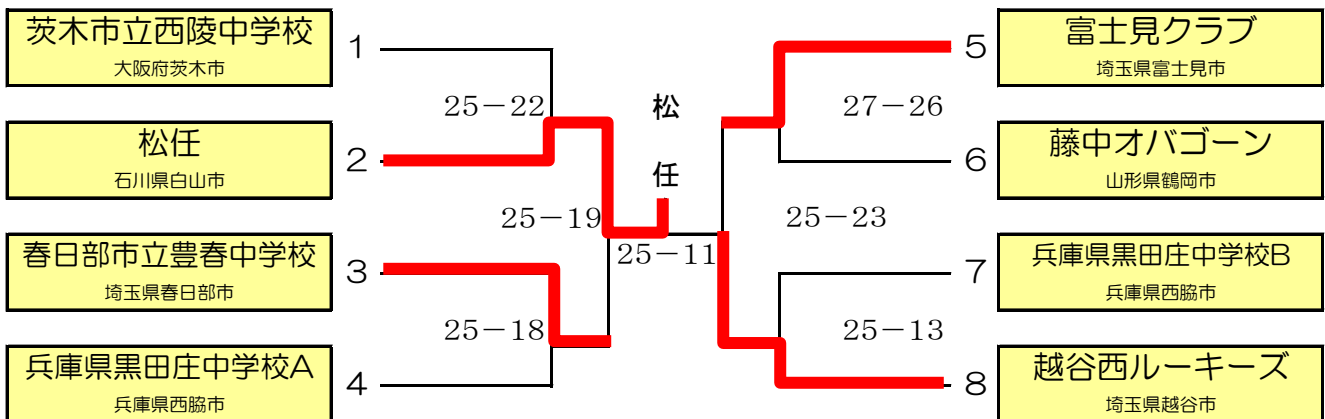 茨木市立西陵中学校
大阪府茨木市
1
松任
石川県白山市
2
春日部市立豊春中学校
埼玉県春日部市
3
兵庫県黒田庄中学校A
兵庫県西脇市
4
25－22
25－19
25－18
松
任
25－11
27－26
25－23
25－13
5
富士見クラブ
埼玉県富士見市
6
藤中オバゴーン
山形県鶴岡市
7
兵庫県黒田庄中学校B
兵庫県西脇市
8
越谷西ルーキーズ
埼玉県越谷市